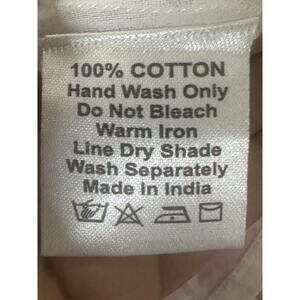 100% COTTON
Hand Wash Only
Do Not Bleach
Warm Iron
Line Dry Shade
Wash Separately
Made In India